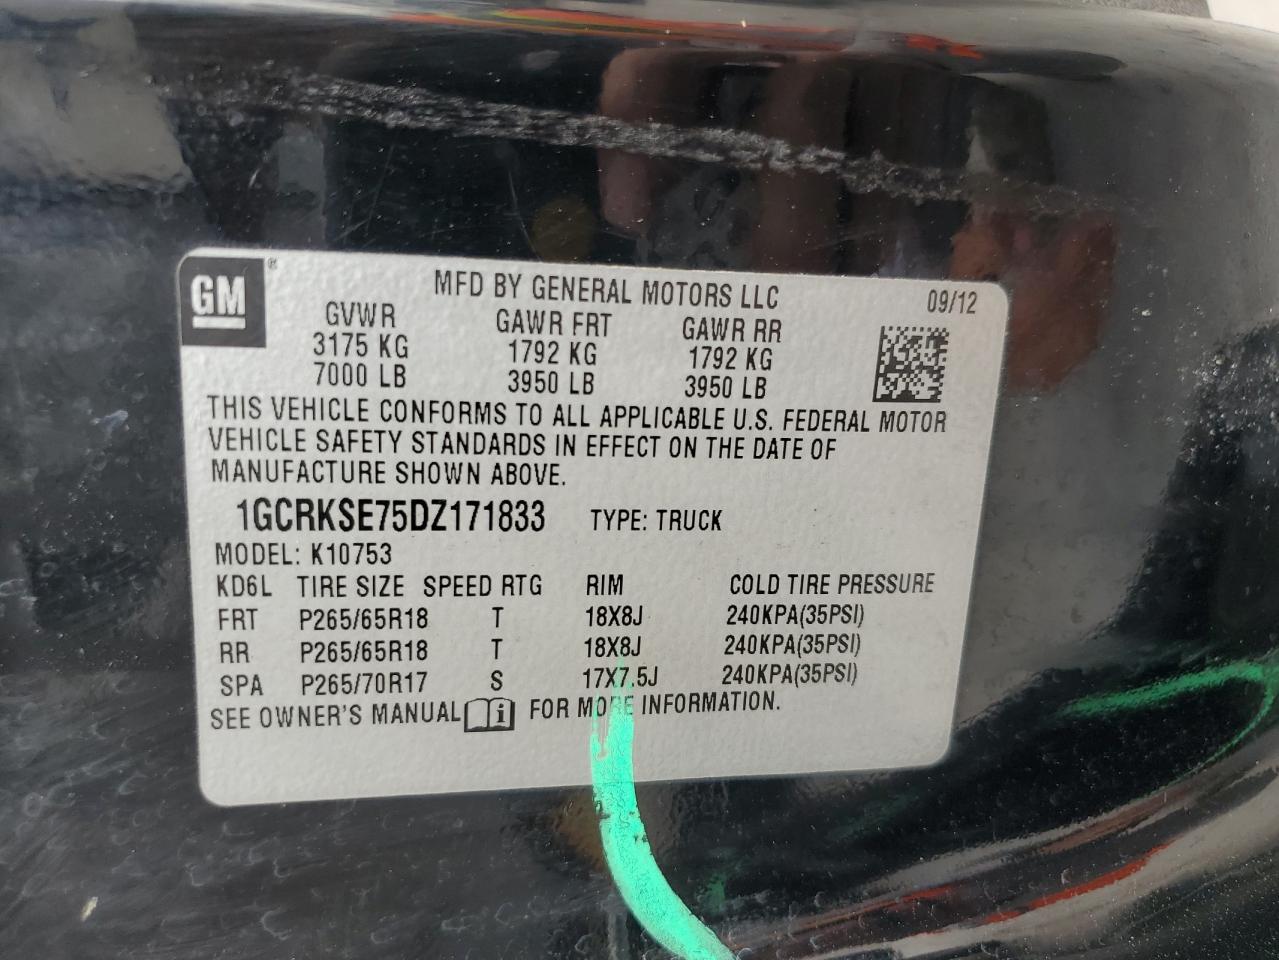 GM ®
MFD BY GENERAL MOTORS LLC 09/12
GVWR GAWR FRT GAWR RR
3175 KG 1792 KG 1792 KG
7000 LB 3950 LB 3950 LB
THIS VEHICLE CONFORMS TO ALL APPLICABLE U.S. FEDERAL MOTOR
VEHICLE SAFETY STANDARDS IN EFFECT ON THE DATE OF
MANUFACTURE SHOWN ABOVE.
1GCRKSE75DZ171833 TYPE: TRUCK
MODEL: K10753
KD6L TIRE SIZE SPEED RTG RIM COLD TIRE PRESSURE
FRT P265/65R18 T 18X8J 240KPA(35PSI)
RR P265/65R18 T 18X8J 240KPA(35PSI)
SPA P265/70R17 S 17X7.5J 240KPA(35PSI)
SEE OWNER'S MANUAL i FOR MORE INFORMATION.